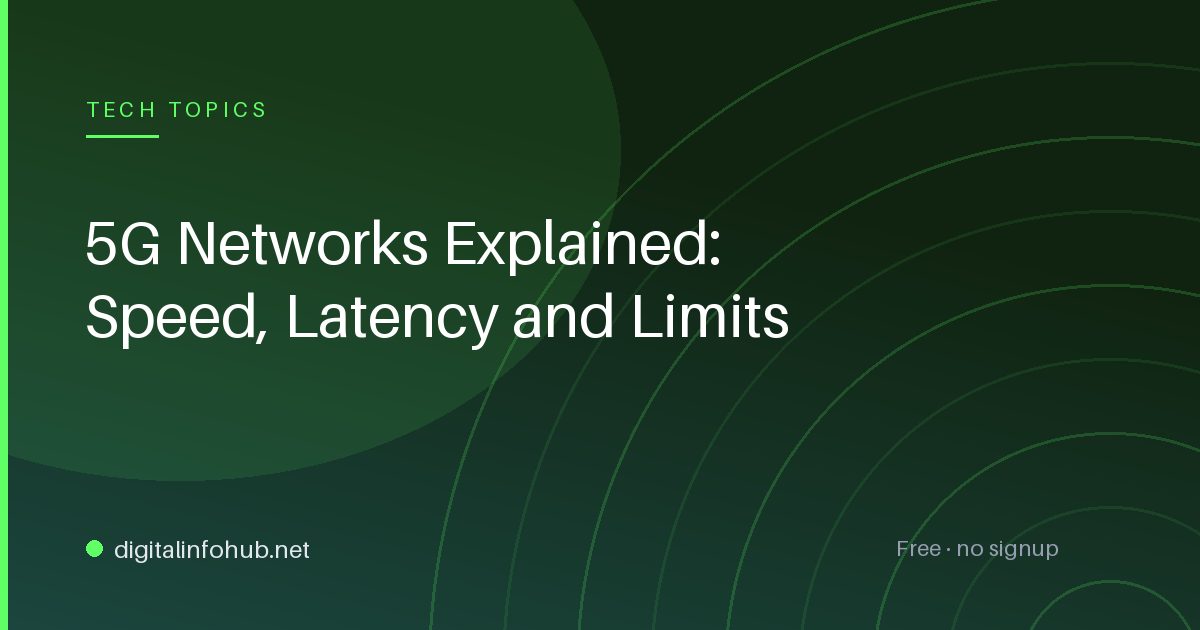 TECH TOPICS
5G Networks Explained:
Speed, Latency and Limits
digitalinfohub.net
Free · no signup